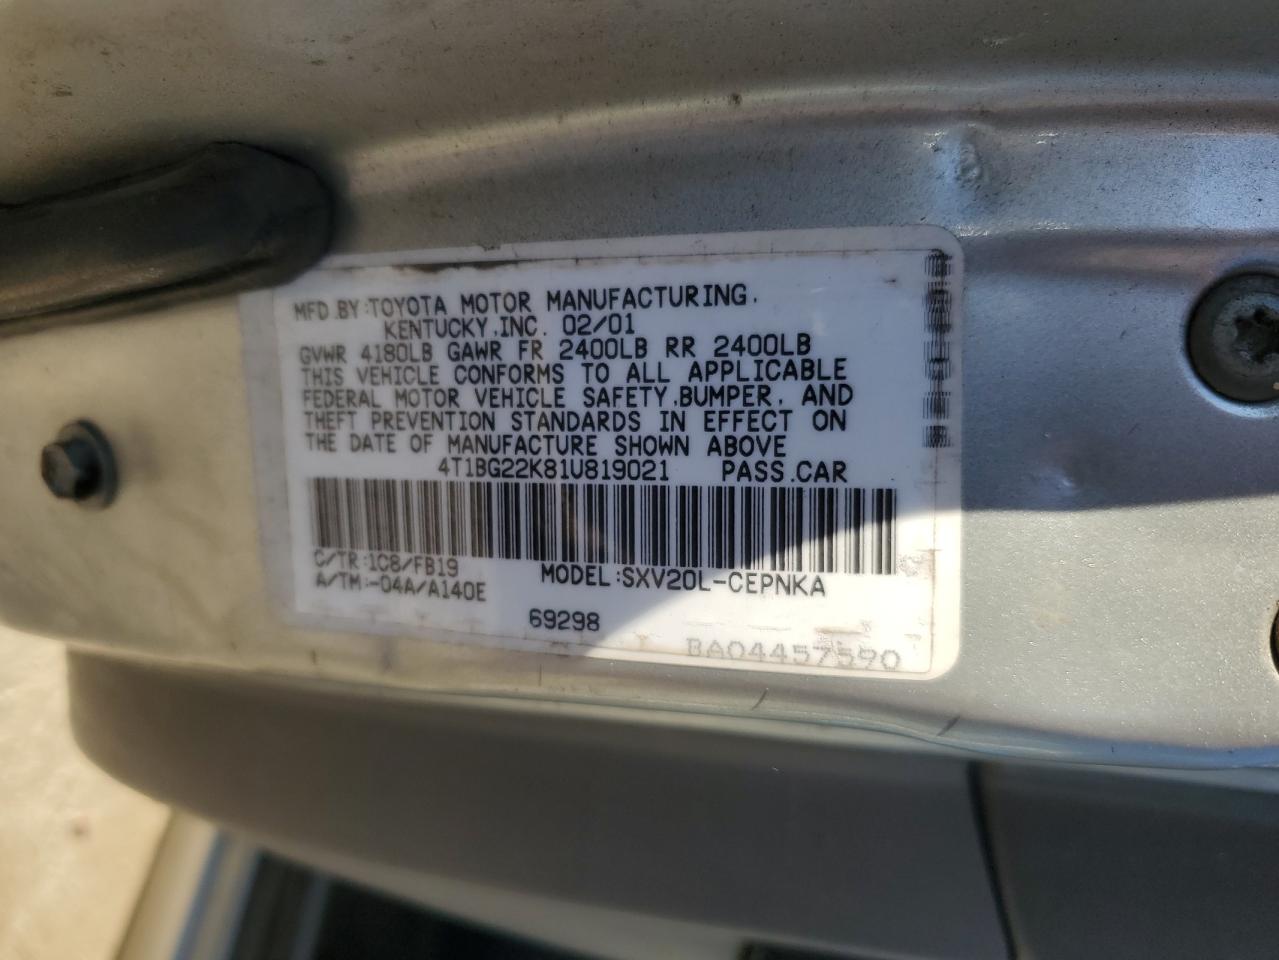 MFD.BY:TOYOTA MOTOR MANUFACTURING,
KENTUCKY,INC. 02/01
GVWR 4180LB GAWR FR 2400LB RR 2400LB
THIS VEHICLE CONFORMS TO ALL APPLICABLE
FEDERAL MOTOR VEHICLE SAFETY,BUMPER, AND
THEFT PREVENTION STANDARDS IN EFFECT ON
THE DATE OF MANUFACTURE SHOWN ABOVE
4T1BG22K81U819021 PASS.CAR
C/TR:1C8/FB19
A/TM:-04A/A140E MODEL:SXV20L-CEPNKA
69298
BA04457590